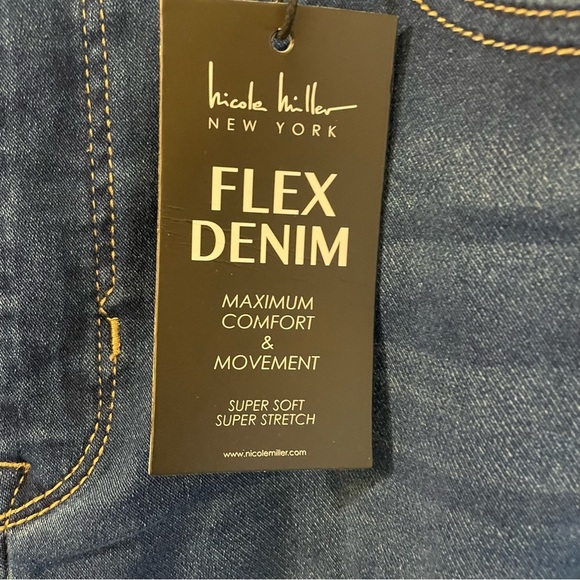 nicole miller
NEW YORK
FLEX
DENIM
MAXIMUM
COMFORT
&
MOVEMENT
SUPER SOFT
SUPER STRETCH
www.nicolemiller.com